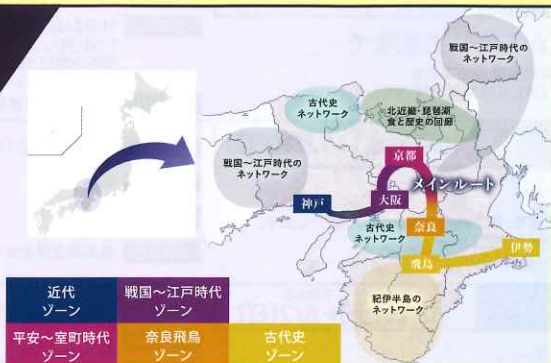 戦国～江戸時代の
ネットワーク
古代史
ネットワーク
北近畿・琵琶湖
食と歴史の回廊
戦国～江戸時代の
ネットワーク
京都
メインルート
神戸
大阪
奈良
古代史
ネットワーク
飛鳥
伊勢
紀伊半島の
ネットワーク
近代
ゾーン
戦国～江戸時代
ゾーン
平安～室町時代
ゾーン
奈良飛鳥
ゾーン
古代史
ゾーン